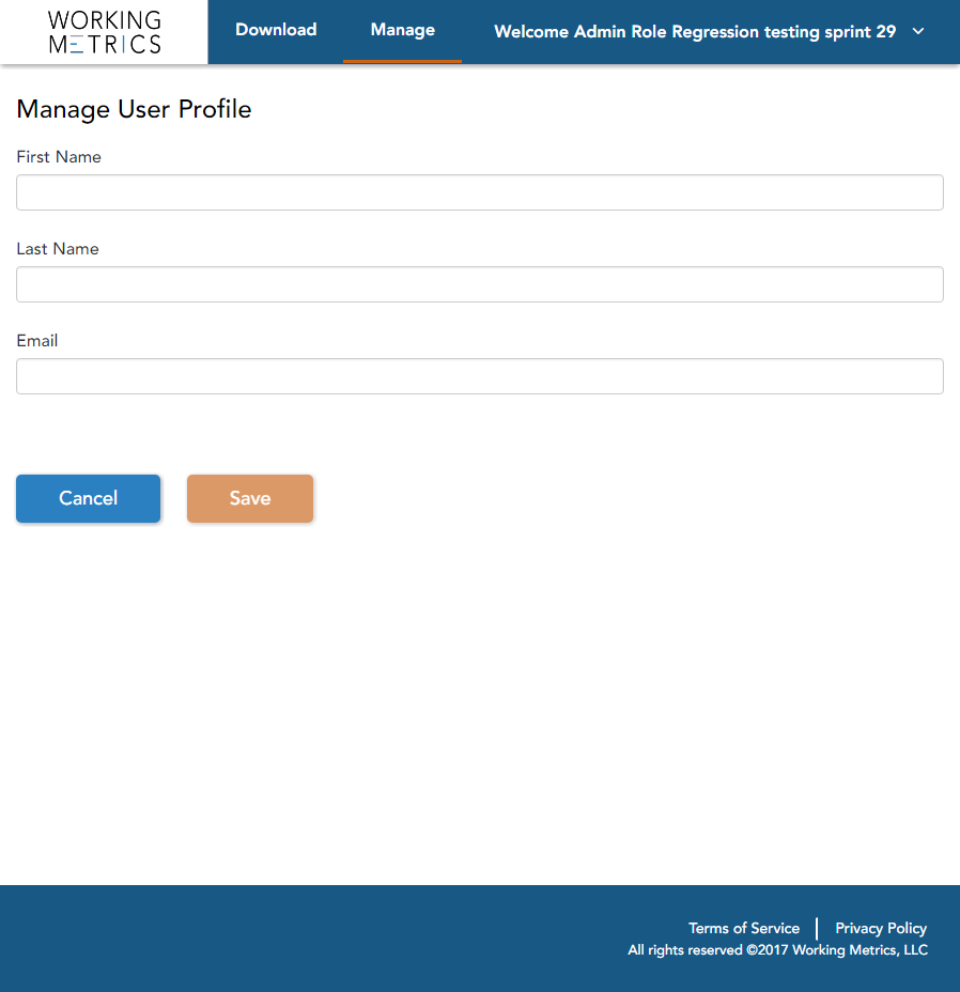 WORKING
METRICS
Download Manage Welcome Admin Role Regression testing sprint 29
Manage User Profile
First Name
Last Name
Email
Cancel Save
Terms of Service | Privacy Policy
All rights reserved ©2017 Working Metrics, LLC